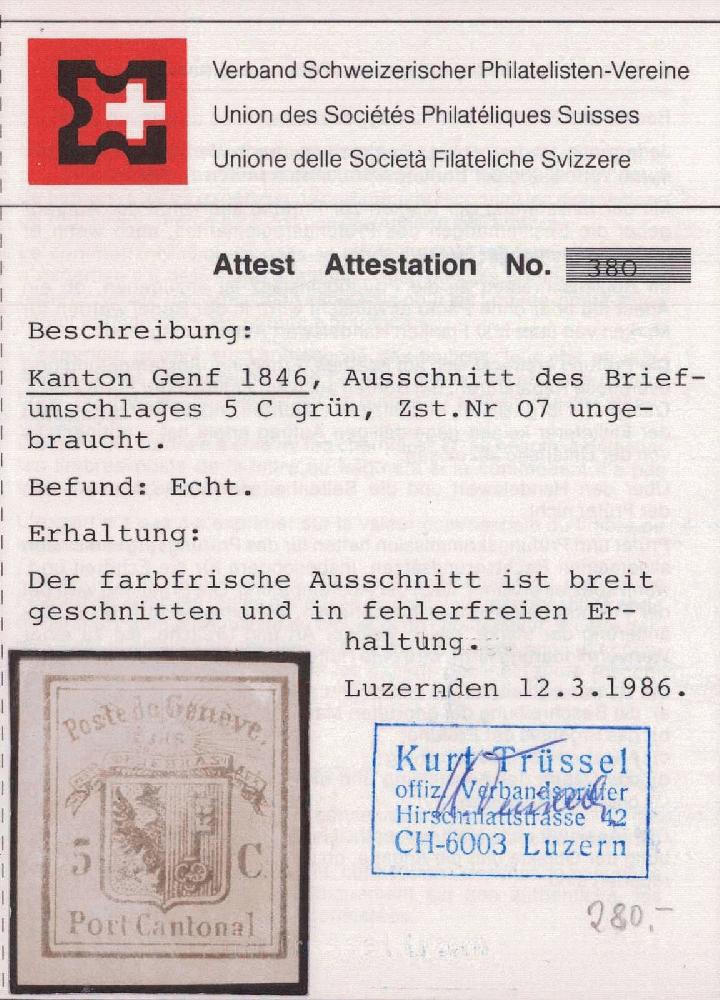 Verband Schweizerischer Philatelisten-Vereine
Union des Sociétés Philatéliques Suisses
Unione delle Società Filateliche Svizzere
Attest Attestation No. 380
Beschreibung:
Kanton Genf 1846, Ausschnitt des Brief-
umschlages 5 C grün, Zst.Nr 07 unge-
braucht.
Befund: Echt.
Erhaltung:
Der farbfrische Ausschnitt ist breit
geschnitten und in fehlerfreien Er-
haltung.
Luzernden 12.3.1986.
Poste de Genève.
5 C.
Port Cantonal
Kurt Trüssel
offiz. Verbandsprüfer
Hirschmattstrasse 42
CH-6003 Luzern
280.-